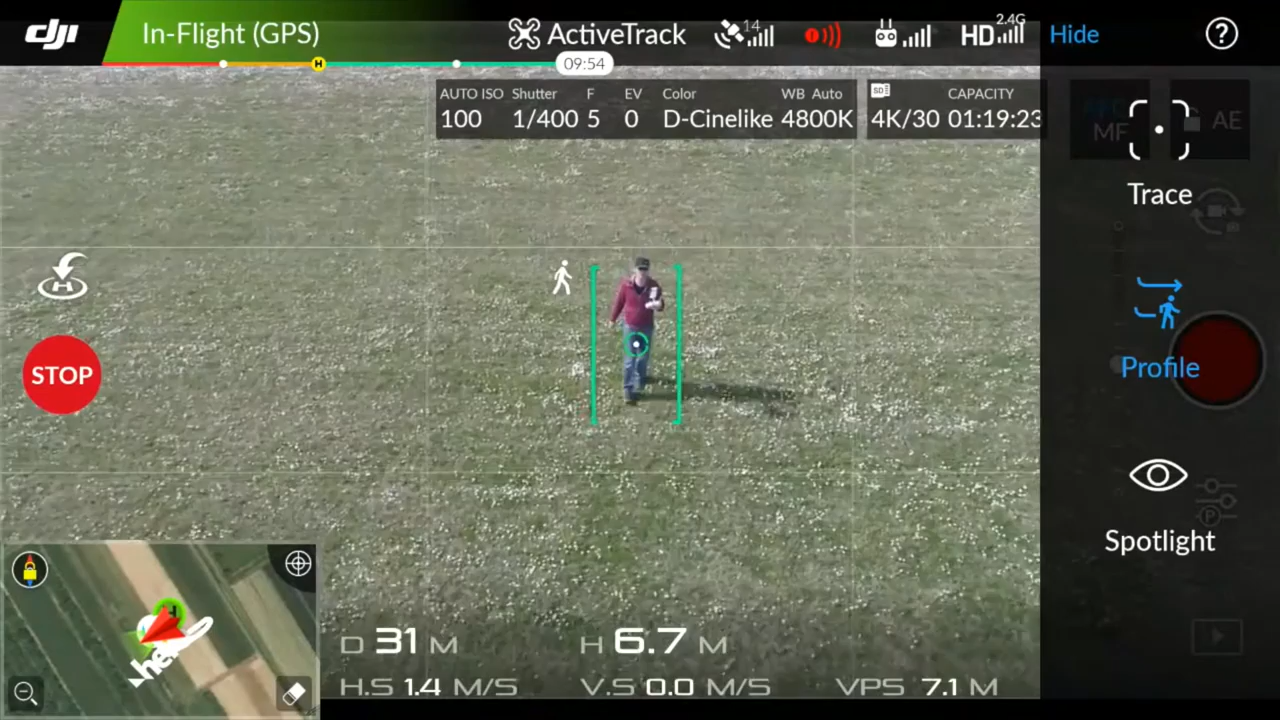 dji In-Flight (GPS) ActiveTrack 14 HD 2.4G Hide ?
H 09:54
AUTO ISO Shutter F EV Color WB Auto SD CAPACITY
100 1/400 5 0 D-Cinelike 4800K 4K/30 01:19:23
MF AE
Trace
STOP
Profile
Spotlight
P
H
D 31 M H 6.7 M
H.S 1.4 M/S V.S 0.0 M/S VPS 7.1 M